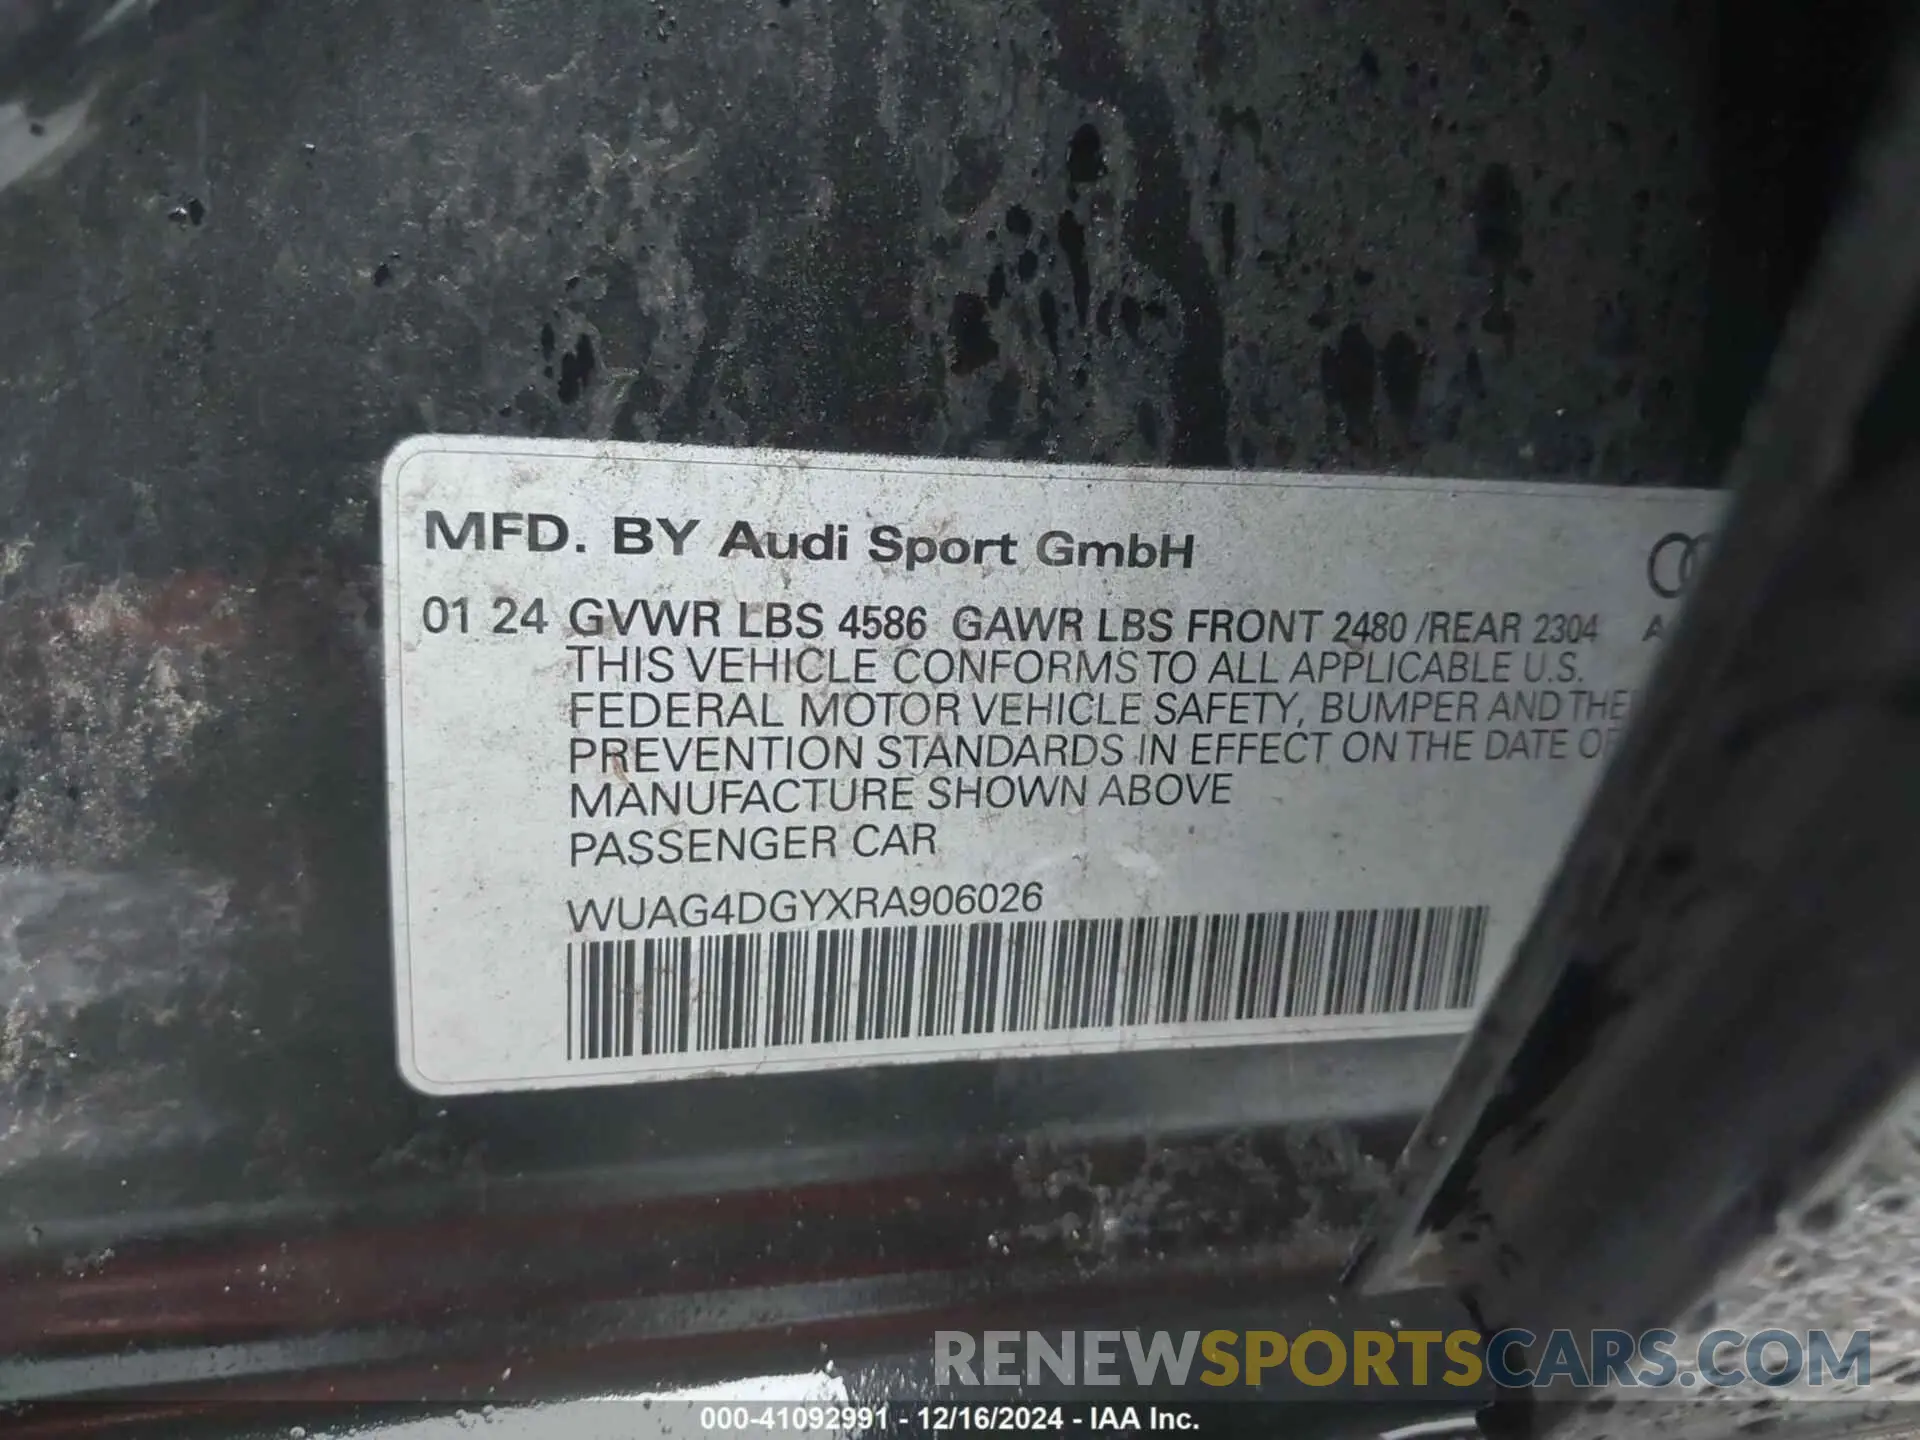 MFD. BY Audi Sport GmbH
01 24 GVWR LBS 4586 GAWR LBS FRONT 2480 /REAR 2304
THIS VEHICLE CONFORMS TO ALL APPLICABLE U.S.
FEDERAL MOTOR VEHICLE SAFETY, BUMPER AND THE
PREVENTION STANDARDS IN EFFECT ON THE DATE OF
MANUFACTURE SHOWN ABOVE
PASSENGER CAR
WUAG4DGYXRA906026
RENEWSPORTSCARS.COM
000-41092991 - 12/16/2024 - IAA Inc.